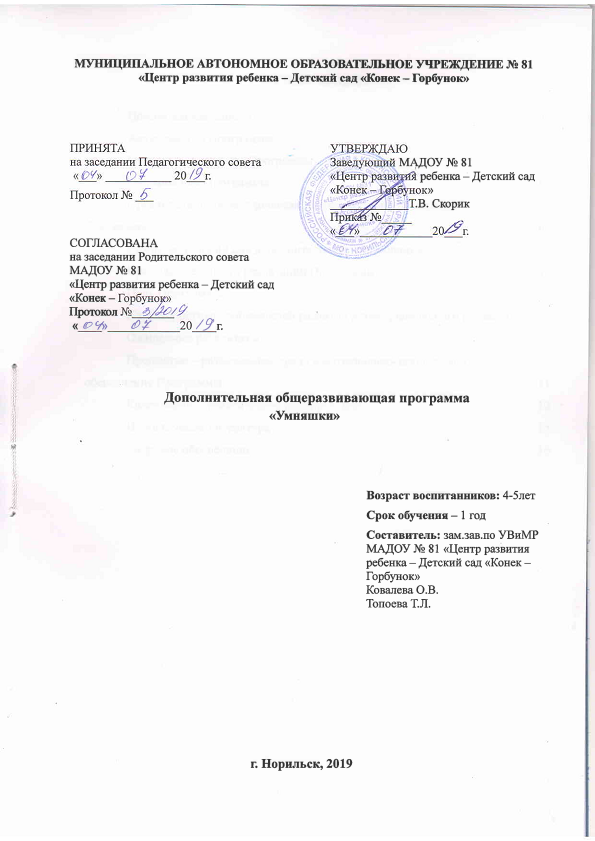 МУНИЦИПАЛЬНОЕ АВТОНОМНОЕ ОБРАЗОВАТЕЛЬНОЕ УЧРЕЖДЕНИЕ № 81
«Центр развития ребенка – Детский сад «Конек – Горбунок»
ПРИНЯТА
на заседании Педагогического совета
«04» 07 2019г.
Протокол № 5
УТВЕРЖДАЮ
Заведующий МАДОУ № 81
«Центр развития ребенка – Детский сад
«Конек – Горбунок»
Т.В. Скорик
Приказ №
«04» 07 2019г.
СОГЛАСОВАНА
на заседании Родительского совета
МАДОУ № 81
«Центр развития ребенка – Детский сад
«Конек – Горбунок»
Протокол № 3/2019
«04» 07 2019г.
Дополнительная общеразвивающая программа
«Умняшки»
Возраст воспитанников: 4-5лет
Срок обучения – 1 год
Составитель: зам.зав.по УВиМР
МАДОУ № 81 «Центр развития
ребенка – Детский сад «Конек –
Горбунок»
Ковалева О.В.
Топоева Т.Л.
г. Норильск, 2019